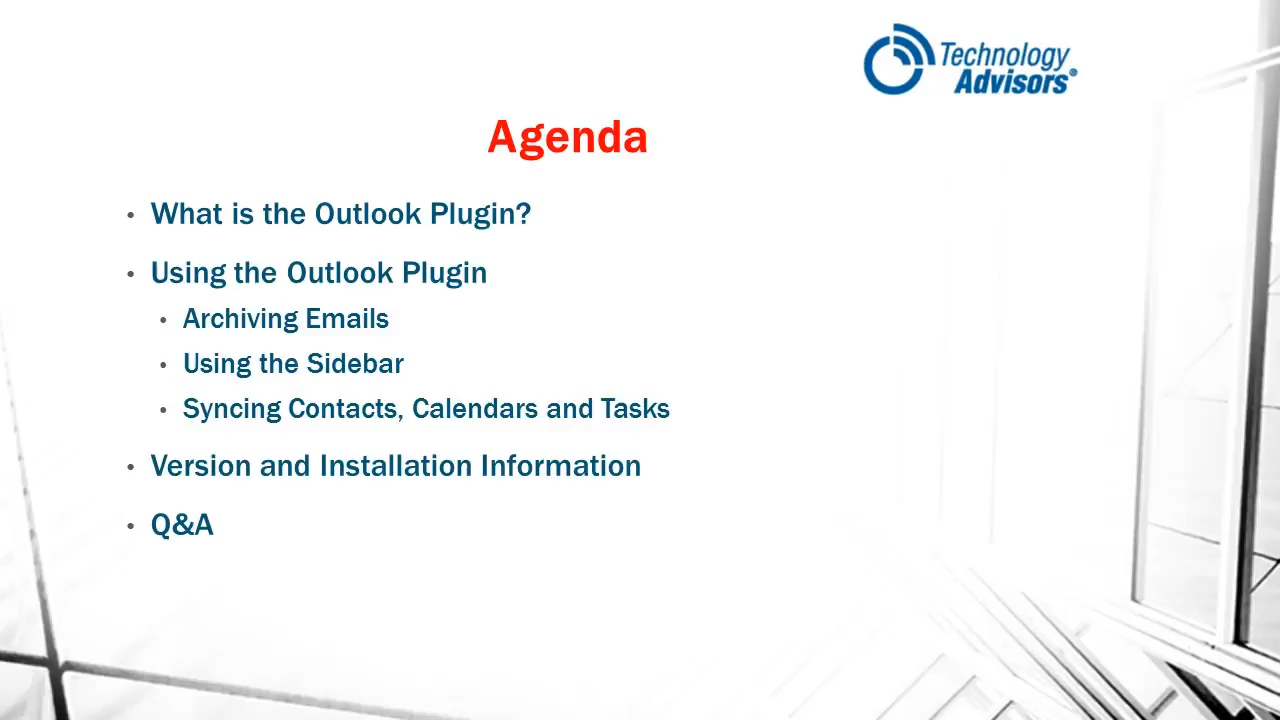 Technology
Advisors®
Agenda
• What is the Outlook Plugin?
• Using the Outlook Plugin
• Archiving Emails
• Using the Sidebar
• Syncing Contacts, Calendars and Tasks
• Version and Installation Information
• Q&A